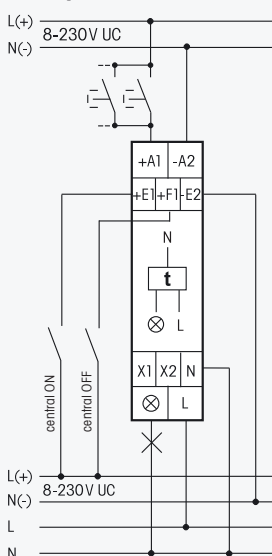 L(+)
8-230V UC
N(-)
+A1 -A2
+E1 +F1 -E2
N
t
L
X1 X2 N
L
central ON
central OFF
L(+)
8-230V UC
N(-)
L
N